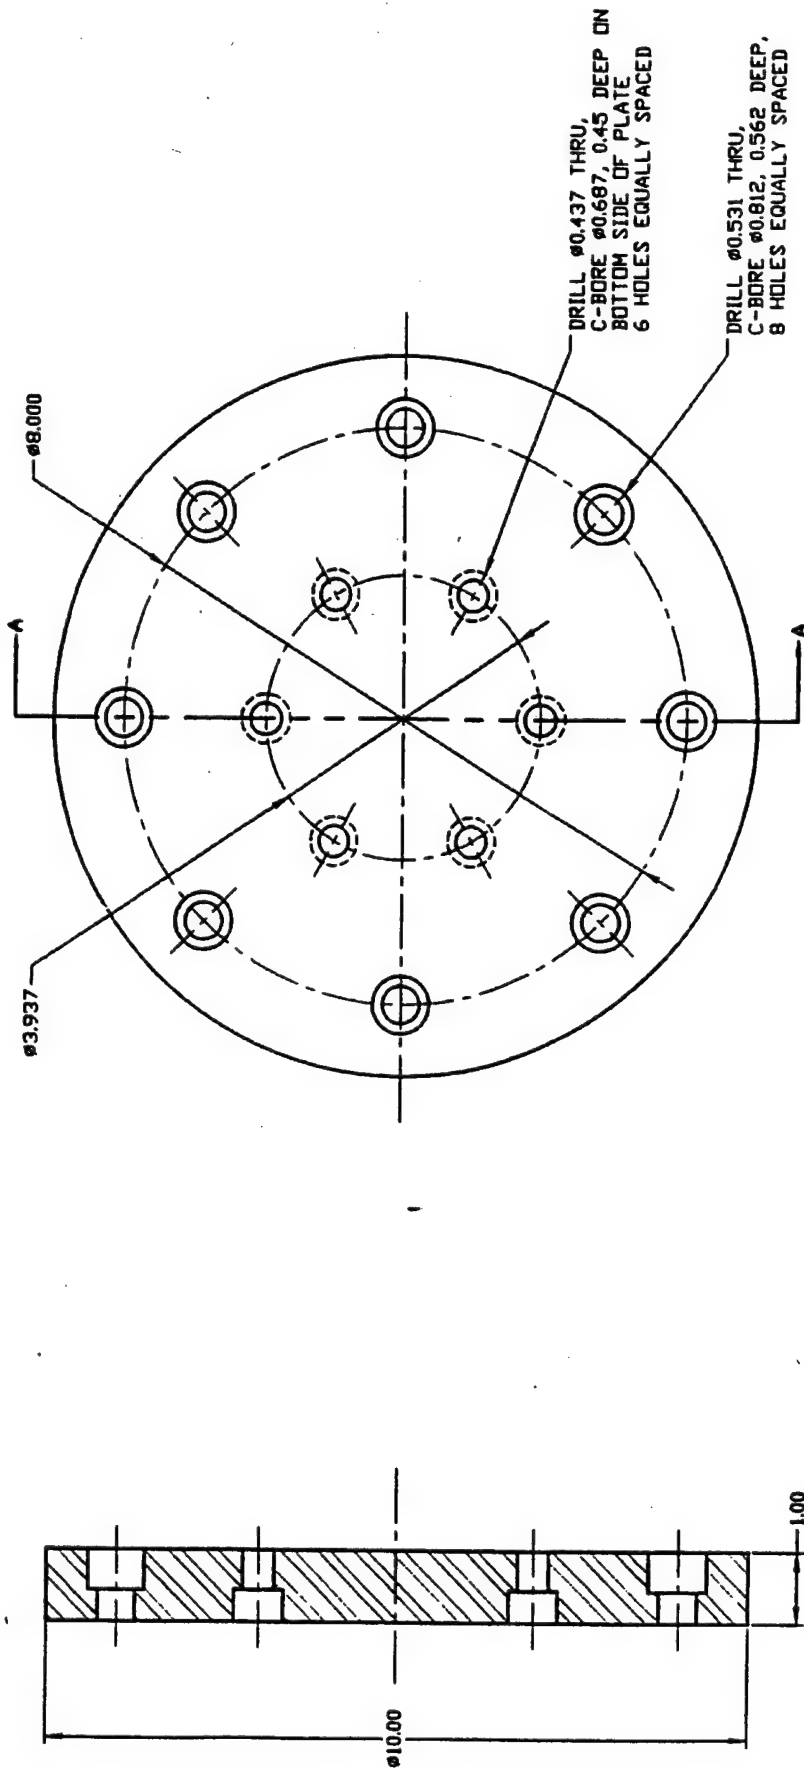 A
A
ø8.000
ø3.937
DRILL ø0.437 THRU,
C-BORE ø0.687, 0.45 DEEP ON
BOTTOM SIDE OF PLATE
6 HOLES EQUALLY SPACED
DRILL ø0.531 THRU,
C-BORE ø0.812, 0.562 DEEP,
8 HOLES EQUALLY SPACED
ø10.00
1.00